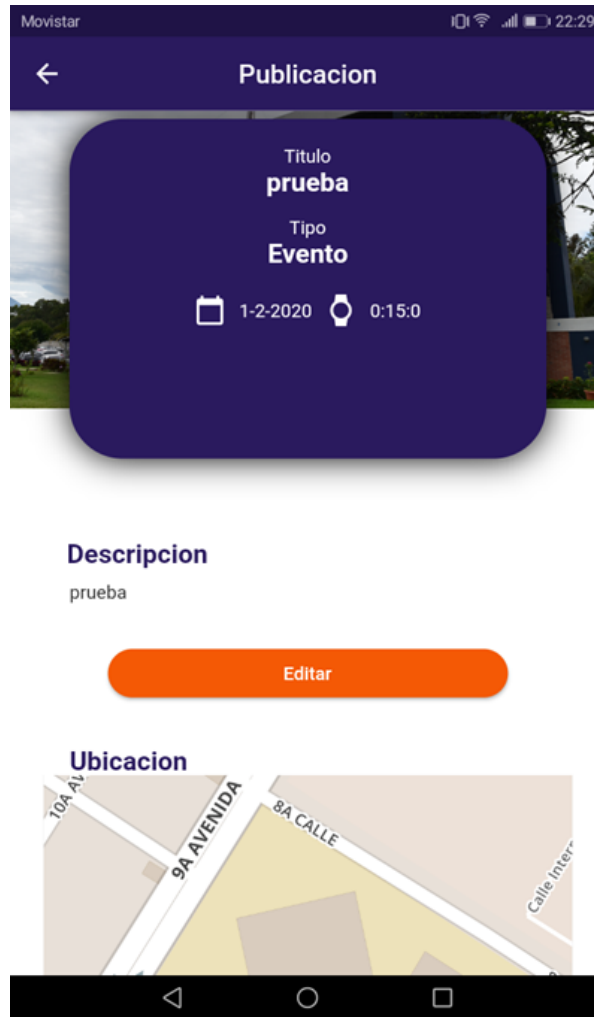 Movistar 22:29
Publicacion
Titulo
prueba
Tipo
Evento
1-2-2020 0:15:0
Descripcion
prueba
Editar
Ubicacion
10A AV
9A AVENIDA
8A CALLE
Calle Inter